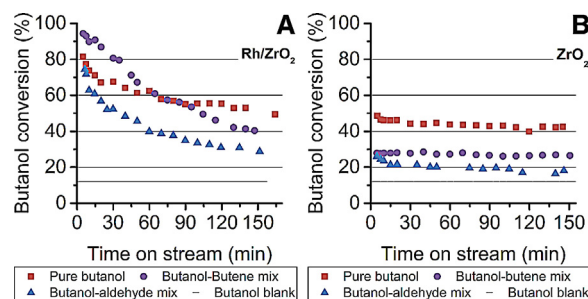 A
Rh/ZrO₂
Butanol conversion (%)
100
80
60
40
20
0
0 30 60 90 120 150
Time on stream (min)
Pure butanol Butanol-Butene mix
Butanol-aldehyde mix Butanol blank
B
ZrO₂
Butanol conversion (%)
100
80
60
40
20
0
0 30 60 90 120 150
Time on stream (min)
Pure butanol Butanol-butene mix
Butanol-aldehyde mix Butanol blank